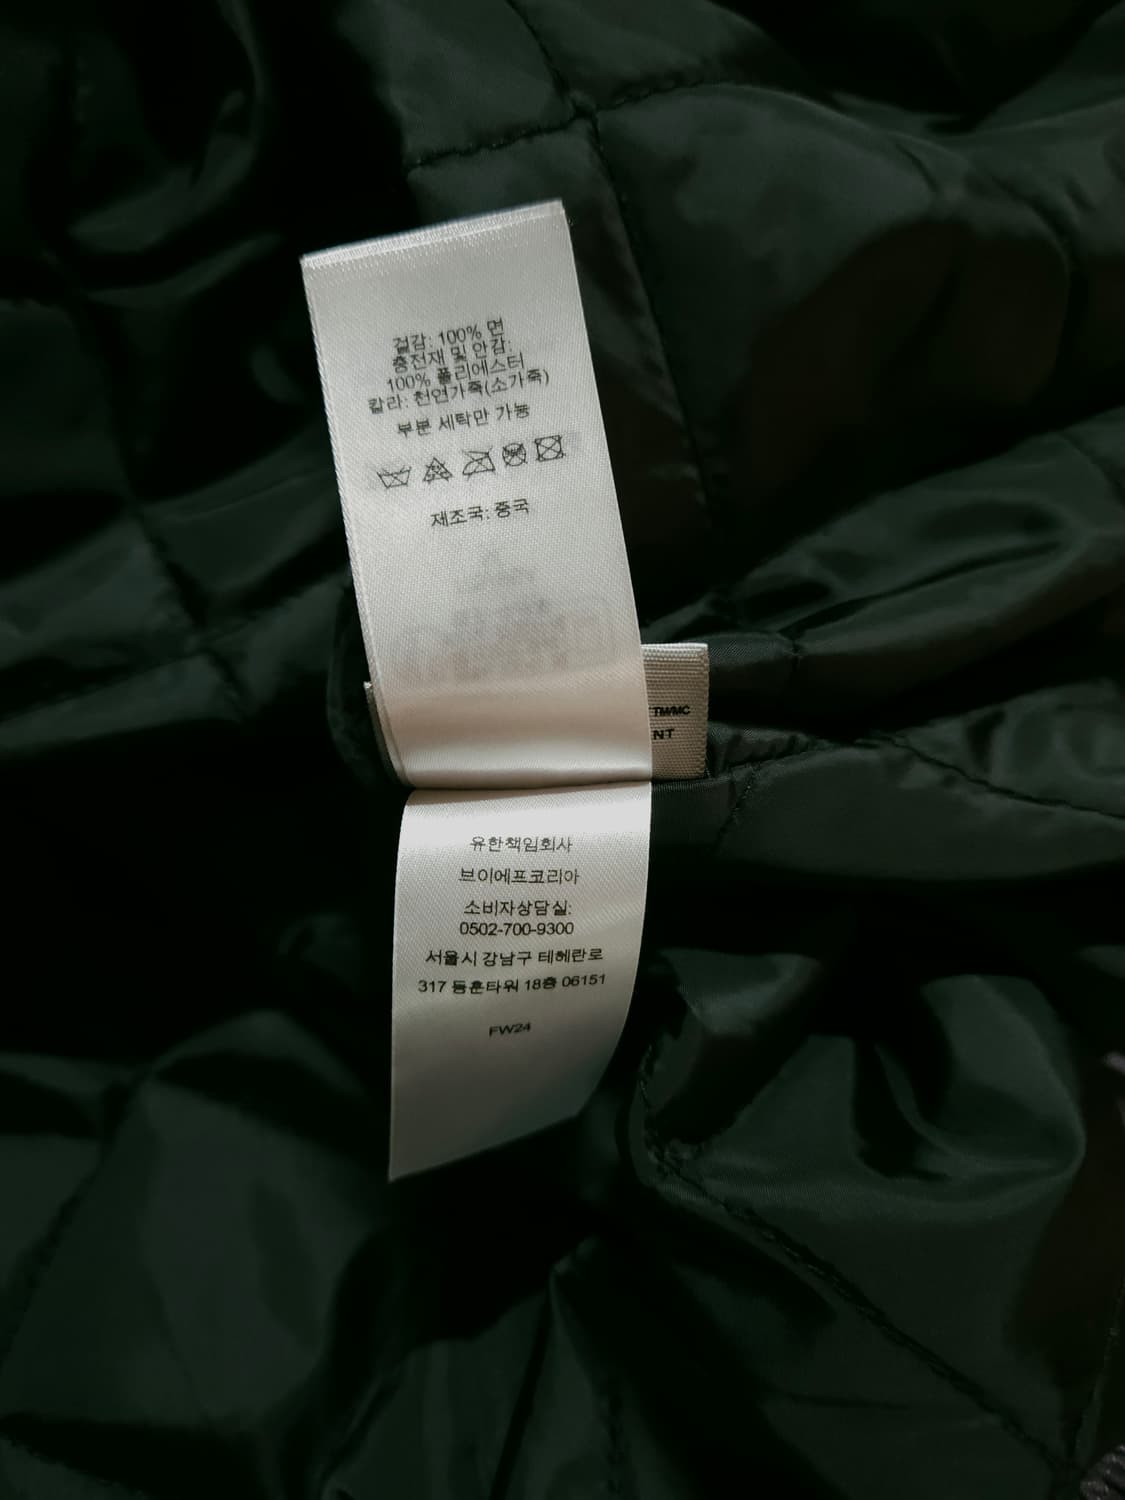 겉감: 100% 면
충전재 및 안감:
100% 폴리에스터
칼라: 천연가죽(소가죽)
부분 세탁만 가능
제조국: 중국
TM/MC
NT
유한책임회사
브이에프코리아
소비자상담실:
0502-700-9300
서울시 강남구 테헤란로
317 동훈타워 18층 06151
FW24